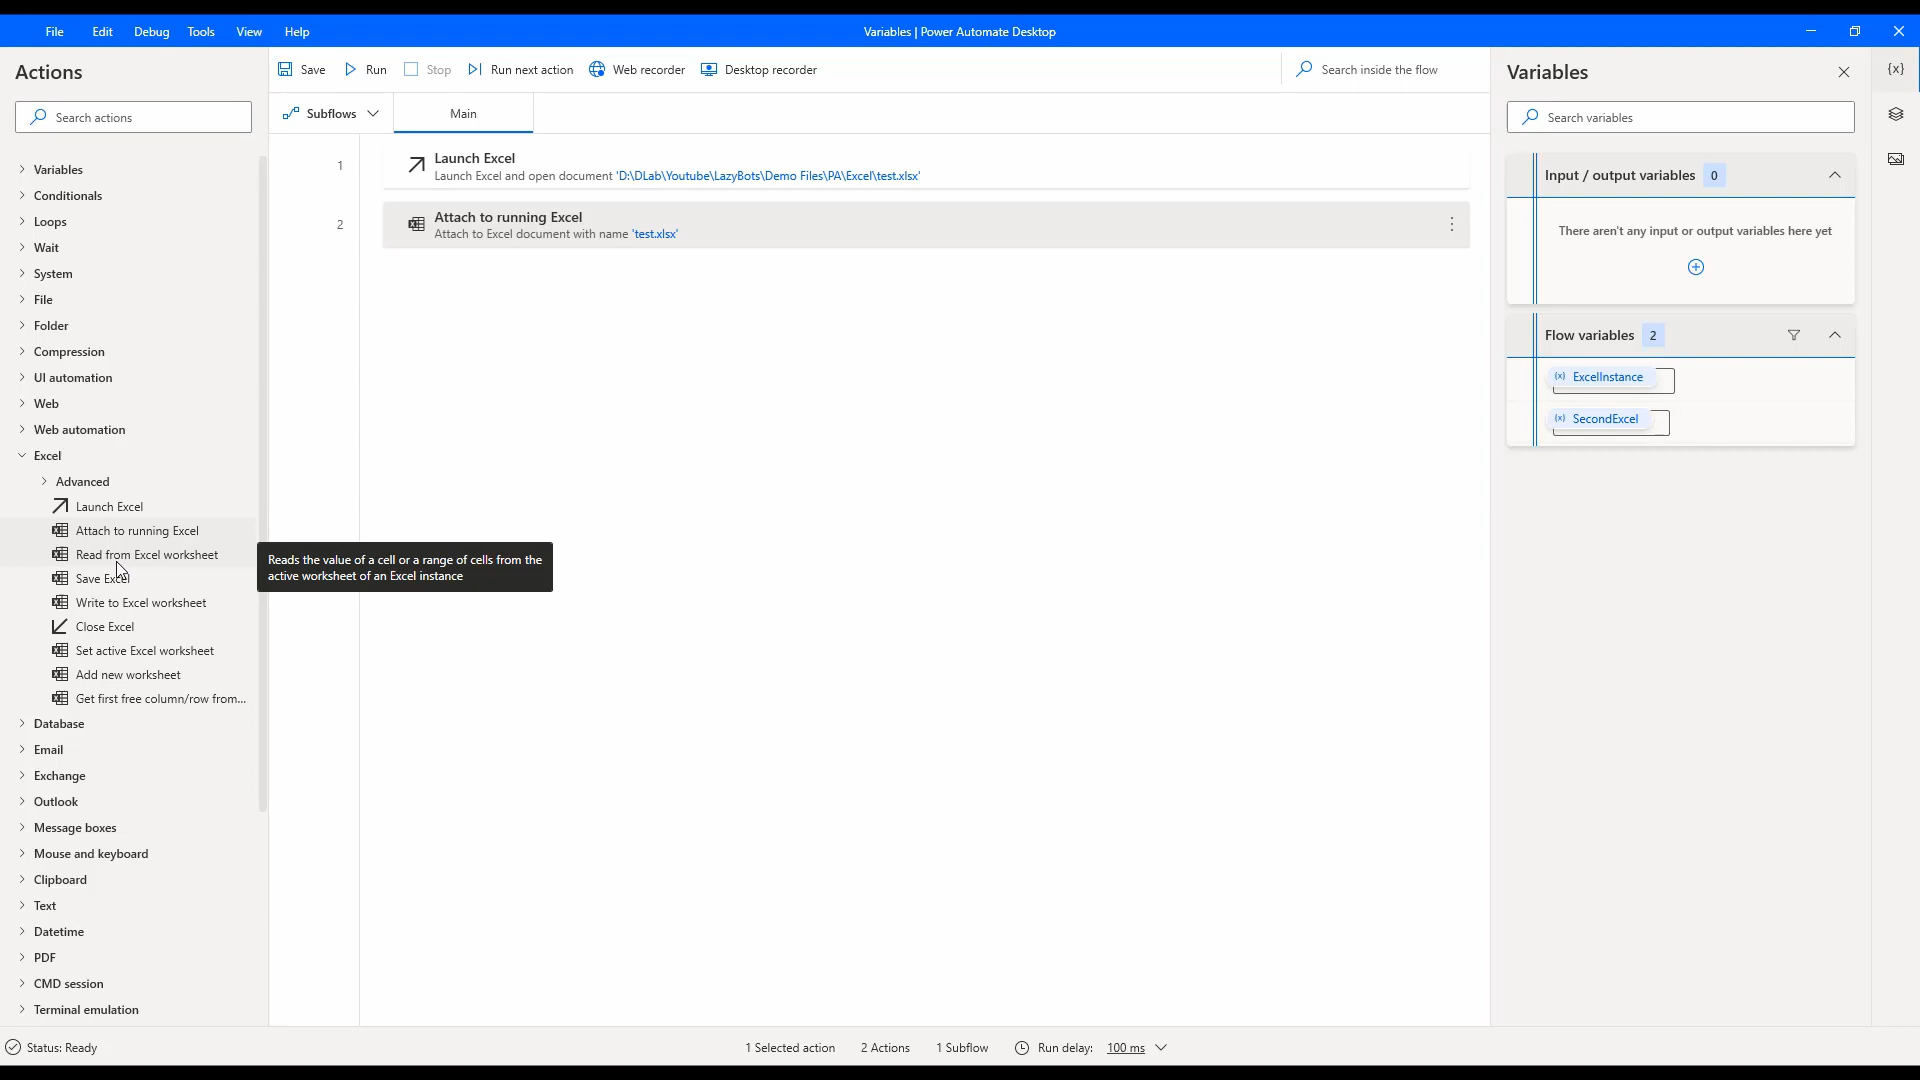 File Edit Debug Tools View Help
Variables | Power Automate Desktop
Actions
Search actions
Variables
Conditionals
Loops
Wait
System
File
Folder
Compression
UI automation
Web
Web automation
Excel
Advanced
Launch Excel
Attach to running Excel
Read from Excel worksheet
Save Excel
Write to Excel worksheet
Close Excel
Set active Excel worksheet
Add new worksheet
Get first free column/row from...
Database
Email
Exchange
Outlook
Message boxes
Mouse and keyboard
Clipboard
Text
Datetime
PDF
CMD session
Terminal emulation
Save Run Stop Run next action Web recorder Desktop recorder
Search inside the flow
Subflows Main
1
Launch Excel
Launch Excel and open document 'D:\DLab\Youtube\LazyBots\Demo Files\PA\Excel\test.xlsx'
2
Attach to running Excel
Attach to Excel document with name 'test.xlsx'
Reads the value of a cell or a range of cells from the
active worksheet of an Excel instance
Variables
{x}
Search variables
Input / output variables 0
There aren't any input or output variables here yet
Flow variables 2
{x} ExcelInstance
{x} SecondExcel
Status: Ready
1 Selected action 2 Actions 1 Subflow Run delay: 100 ms